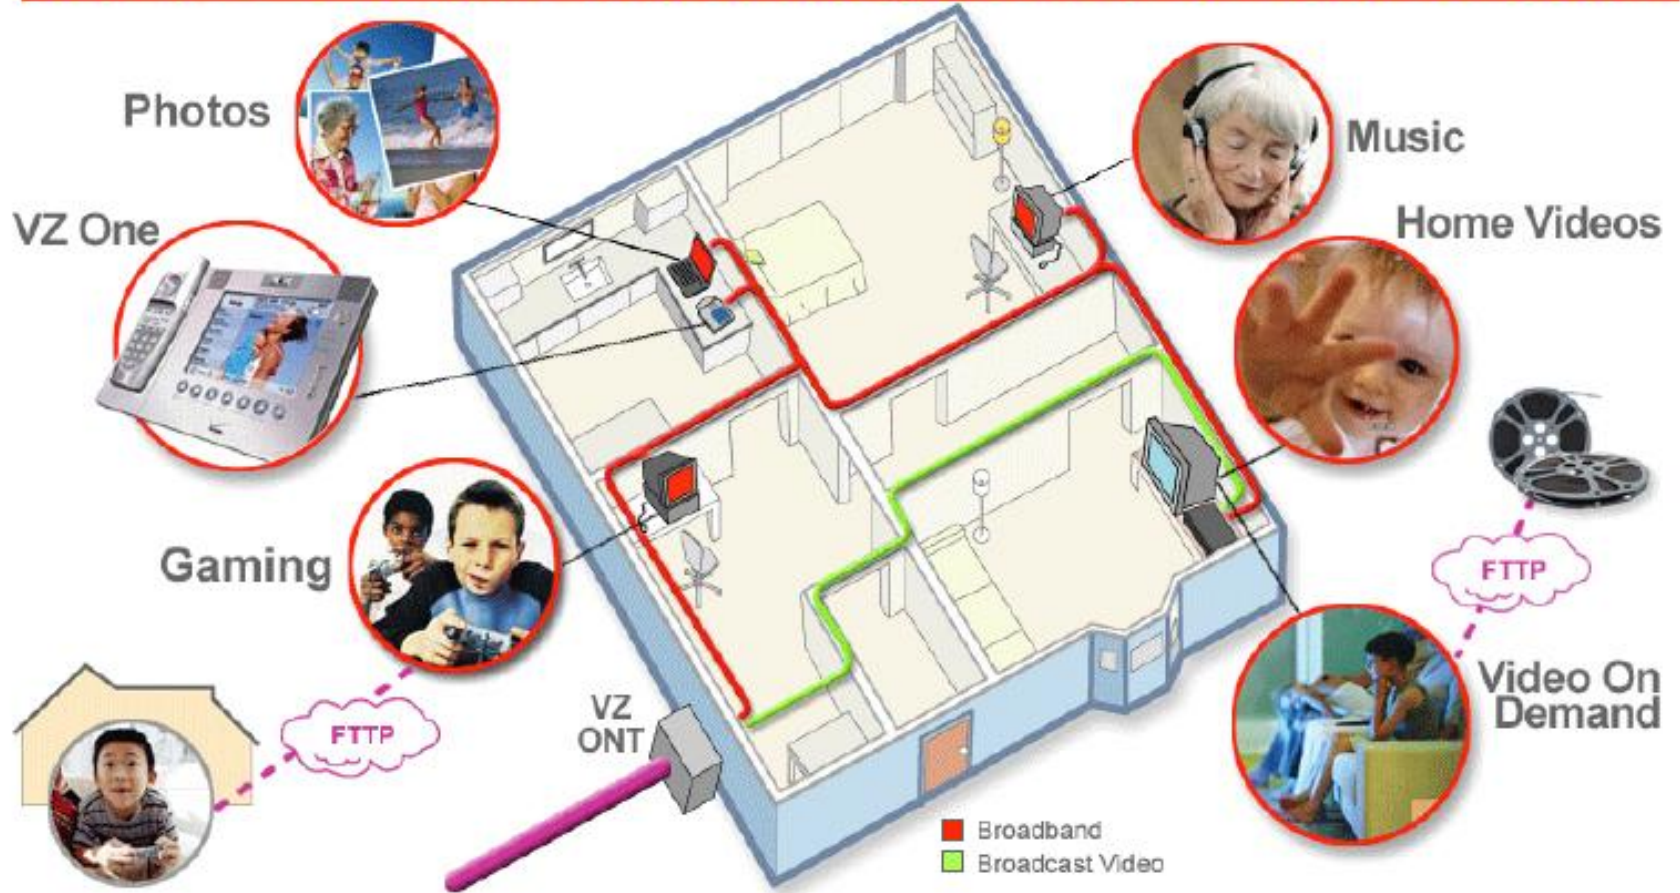 Photos
Music
VZ One
Home Videos
Gaming
FTTP
FTTP
VZ
ONT
Video On
Demand
Broadband
Broadcast Video